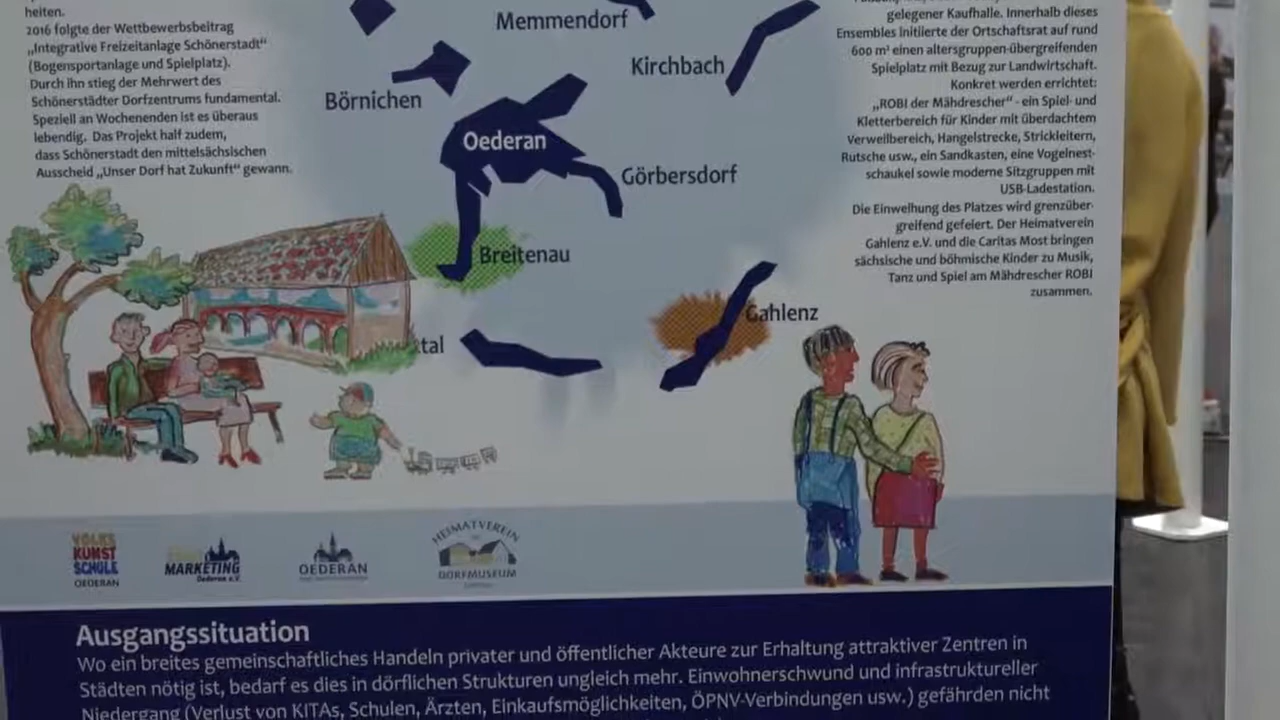 heiten.
2016 folgte der Wettbewerbsbeitrag
„Integrative Freizeitanlage Schönerstadt“
(Bogensportanlage und Spielplatz).
Durch ihn stieg der Mehrwert des
Schönerstädter Dorfzentrums fundamental.
Speziell an Wochenenden ist es überaus
lebendig. Das Projekt half zudem,
dass Schönerstadt den mittelsächsischen
Ausscheid „Unser Dorf hat Zukunft“ gewann.
Memmendorf
Kirchbach
Börnichen
Oederan
Görbersdorf
Breitenau
Gahlenz
tal
gelegener Kaufhalle. Innerhalb dieses
Ensembles initiierte der Ortschaftsrat auf rund
600 m² einen altersgruppen-übergreifenden
Spielplatz mit Bezug zur Landwirtschaft.
Konkret werden errichtet:
„ROBI der Mähdrescher“ - ein Spiel- und
Kletterbereich für Kinder mit überdachtem
Verweilbereich, Hangelstrecke, Strickleitern,
Rutsche usw., ein Sandkasten, eine Vogelnest-
schaukel sowie moderne Sitzgruppen mit
USB-Ladestation.
Die Einweihung des Platzes wird grenzüber-
greifend gefeiert. Der Heimatverein
Gahlenz e.V. und die Caritas Most bringen
sächsische und böhmische Kinder zu Musik,
Tanz und Spiel am Mähdrescher ROBI
zusammen.
VOLKS
KUNST
SCHULE
OEDERAN
MARKETING
Oederan e.V.
OEDERAN
HEIMATVEREIN
DORFMUSEUM
Ausgangssituation
Wo ein breites gemeinschaftliches Handeln privater und öffentlicher Akteure zur Erhaltung attraktiver Zentren in
Städten nötig ist, bedarf es dies in dörflichen Strukturen ungleich mehr. Einwohnerschwund und infrastruktureller
Niedergang (Verlust von KITAs, Schulen, Ärzten, Einkaufsmöglichkeiten, ÖPNV-Verbindungen usw.) gefährden nicht